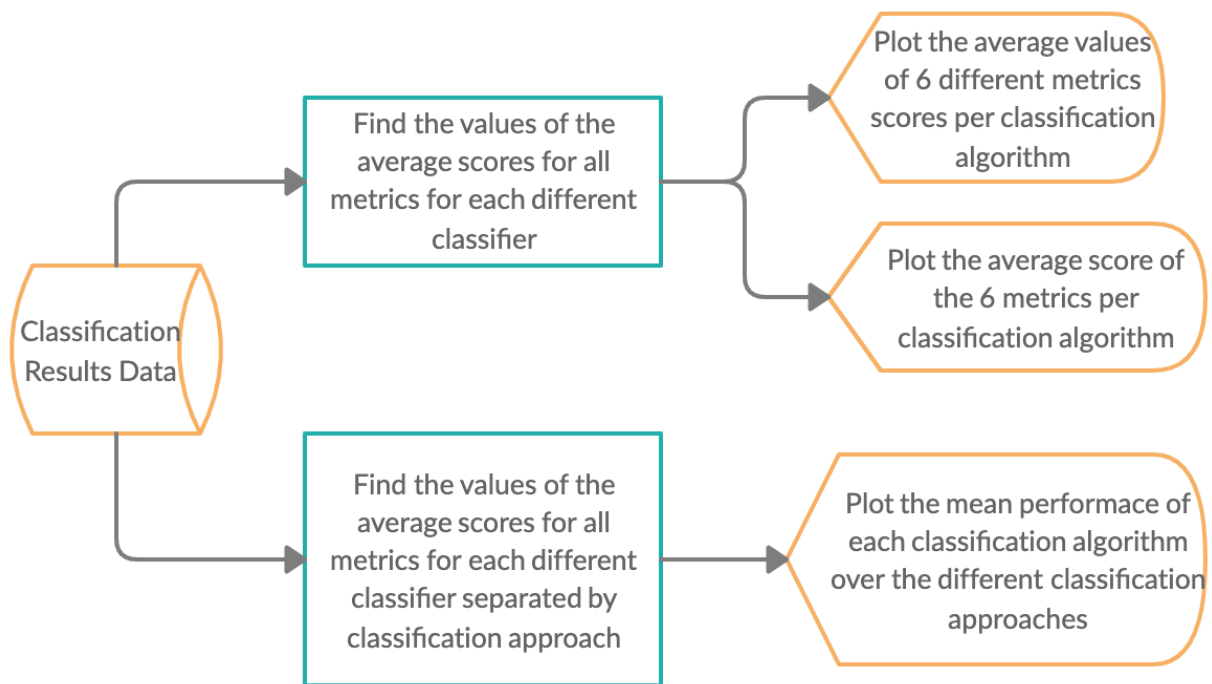 Classification
Results Data
Find the values of the
average scores for all
metrics for each different
classifier
Plot the average values
of 6 different metrics
scores per classification
algorithm
Plot the average score of
the 6 metrics per
classification algorithm
Find the values of the
average scores for all
metrics for each different
classifier separated by
classification approach
Plot the mean performace of
each classification algorithm
over the different classification
approaches